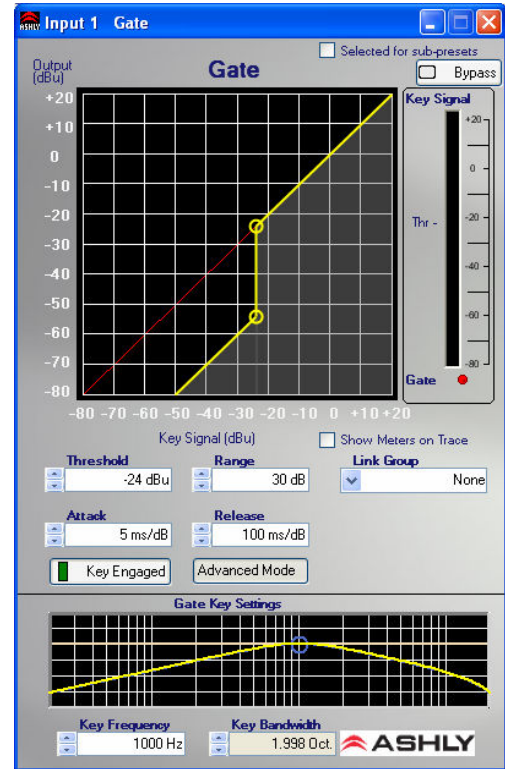 ASHLY Input 1 Gate
Selected for sub-presets
Output (dBu)
Gate
Bypass
Key Signal
+20
+10
0
-10
-20
-30
-40
-50
-60
-70
-80
+20
0
Thr - -20
-40
-60
-80
Gate
-80 -70 -60 -50 -40 -30 -20 -10 0 +10 +20
Key Signal (dBu)
Show Meters on Trace
Threshold Range Link Group
-24 dBu 30 dB None
Attack Release
5 ms/dB 100 ms/dB
Key Engaged Advanced Mode
Gate Key Settings
Key Frequency Key Bandwidth
1000 Hz 1.998 Oct. ASHLY